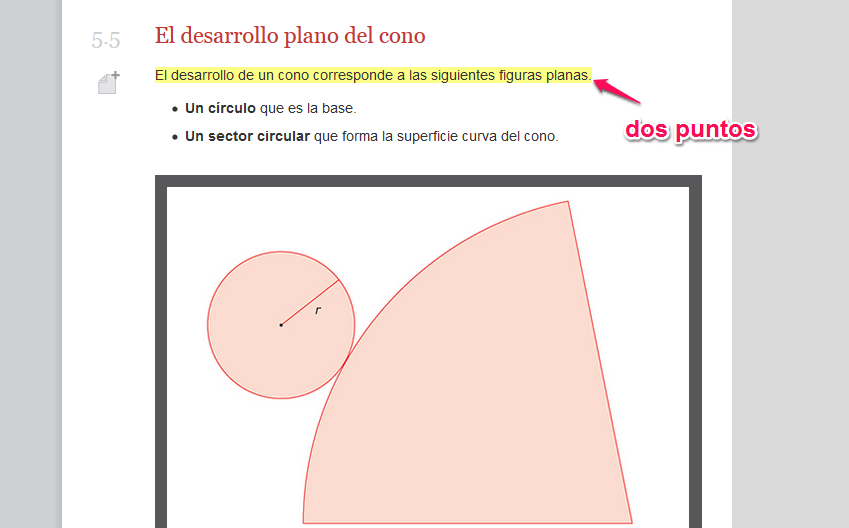 5.5 El desarrollo plano del cono
El desarrollo de un cono corresponde a las siguientes figuras planas.
• Un círculo que es la base.
dos puntos
• Un sector circular que forma la superficie curva del cono.
r